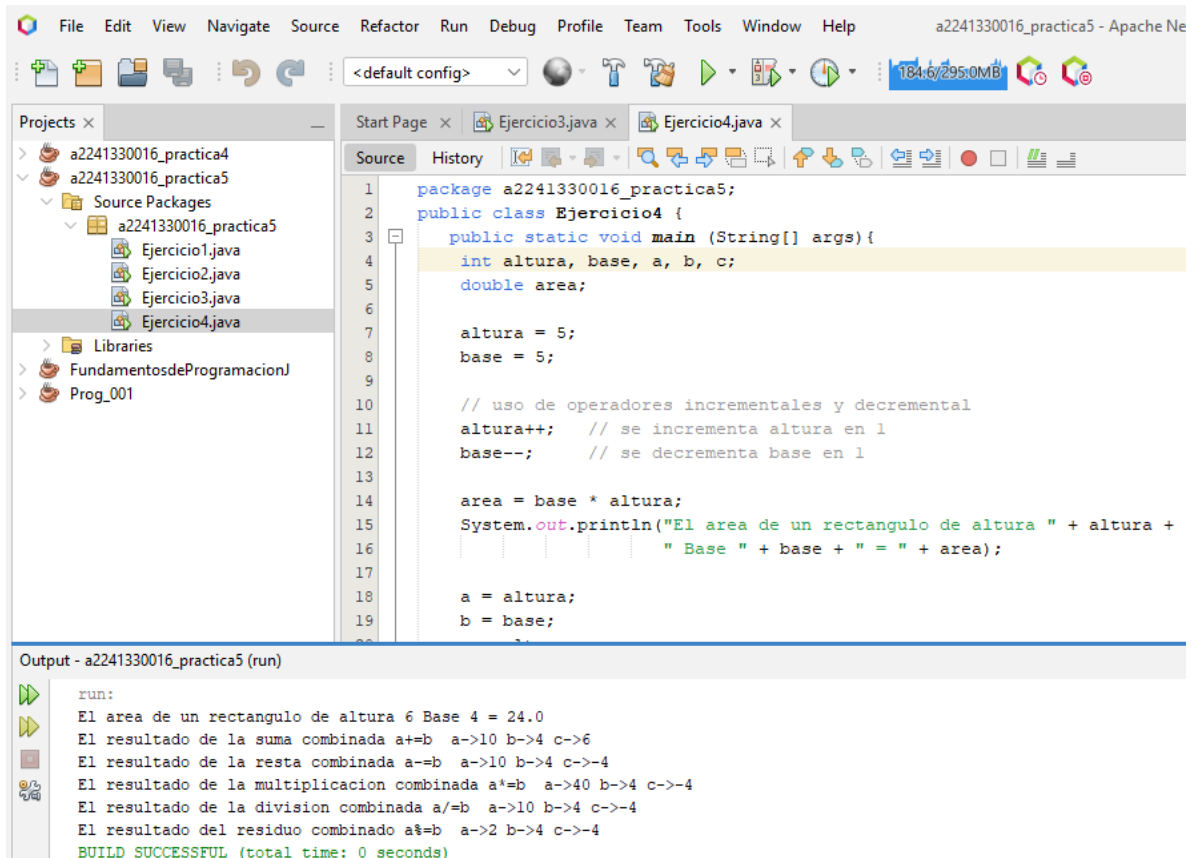 File Edit View Navigate Source Refactor Run Debug Profile Team Tools Window Help a2241330016_practica5 - Apache Ne
<default config> 184.6/295.0MB
Projects × Start Page × Ejercicio3.java × Ejercicio4.java ×
a2241330016_practica4
a2241330016_practica5
Source Packages
a2241330016_practica5
Ejercicio1.java
Ejercicio2.java
Ejercicio3.java
Ejercicio4.java
Libraries
FundamentosdeProgramacionJ
Prog_001
Source History
1 package a2241330016_practica5;
2 public class Ejercicio4 {
3 public static void main (String[] args){
4 int altura, base, a, b, c;
5 double area;
6
7 altura = 5;
8 base = 5;
9
10 // uso de operadores incrementales y decremental
11 altura++; // se incrementa altura en 1
12 base--; // se decrementa base en 1
13
14 area = base * altura;
15 System.out.println("El area de un rectangulo de altura " + altura +
16 " Base " + base + " = " + area);
17
18 a = altura;
19 b = base;
Output - a2241330016_practica5 (run)
run:
El area de un rectangulo de altura 6 Base 4 = 24.0
El resultado de la suma combinada a+=b a->10 b->4 c->6
El resultado de la resta combinada a-=b a->10 b->4 c->-4
El resultado de la multiplicacion combinada a*=b a->40 b->4 c->-4
El resultado de la division combinada a/=b a->10 b->4 c->-4
El resultado del residuo combinado a%=b a->2 b->4 c->-4
BUILD SUCCESSFUL (total time: 0 seconds)